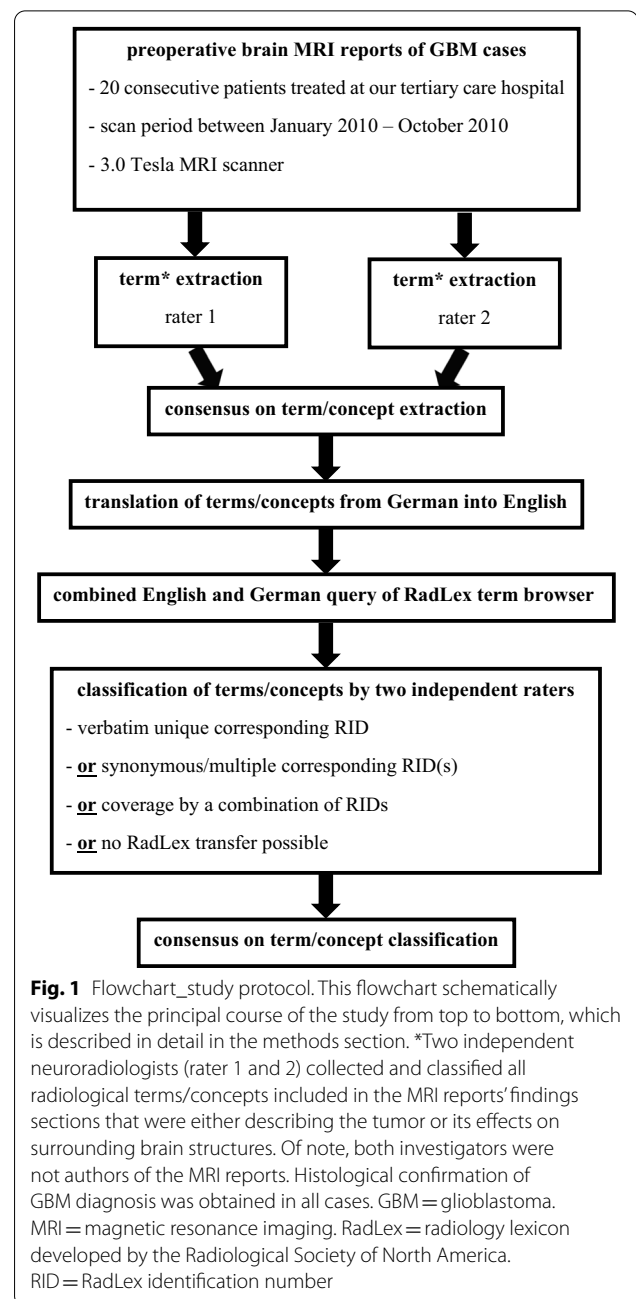 preoperative brain MRI reports of GBM cases
- 20 consecutive patients treated at our tertiary care hospital
- scan period between January 2010 – October 2010
- 3.0 Tesla MRI scanner
term* extraction
rater 1
term* extraction
rater 2
consensus on term/concept extraction
translation of terms/concepts from German into English
combined English and German query of RadLex term browser
classification of terms/concepts by two independent raters
- verbatim unique corresponding RID
- or synonymous/multiple corresponding RID(s)
- or coverage by a combination of RIDs
- or no RadLex transfer possible
consensus on term/concept classification
Fig. 1 Flowchart_study protocol. This flowchart schematically
visualizes the principal course of the study from top to bottom, which
is described in detail in the methods section. *Two independent
neuroradiologists (rater 1 and 2) collected and classified all
radiological terms/concepts included in the MRI reports’ findings
sections that were either describing the tumor or its effects on
surrounding brain structures. Of note, both investigators were
not authors of the MRI reports. Histological confirmation of
GBM diagnosis was obtained in all cases. GBM = glioblastoma.
MRI = magnetic resonance imaging. RadLex = radiology lexicon
developed by the Radiological Society of North America.
RID = RadLex identification number